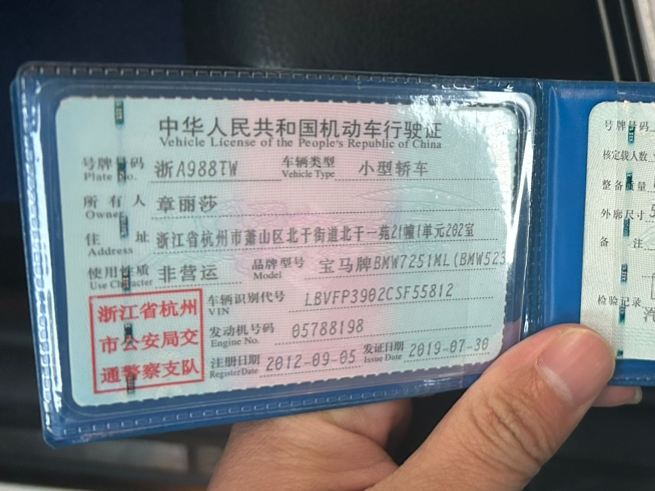 中华人民共和国机动车行驶证
Vehicle License of the People's Republic of China
号牌号码 浙A988TW 车辆类型 小型轿车
Plate No. Vehicle Type
所有人 章丽莎
Owner
住址 浙江省杭州市萧山区北干街道北干一苑21幢1单元202室
Address
使用性质 非营运 品牌型号 宝马牌BMW7251ML(BMW523
Use Character Model
浙江省杭州
市公安局交
通警察支队
车辆识别代号 LBVFP3902CSF55812
VIN
发动机号码 05788198
Engine No.
注册日期 2012-09-05 发证日期 2019-07-30
Register Date Issue Date
号牌号码
核定载人数
整备质量
外廓尺寸 5
备注
检验记录